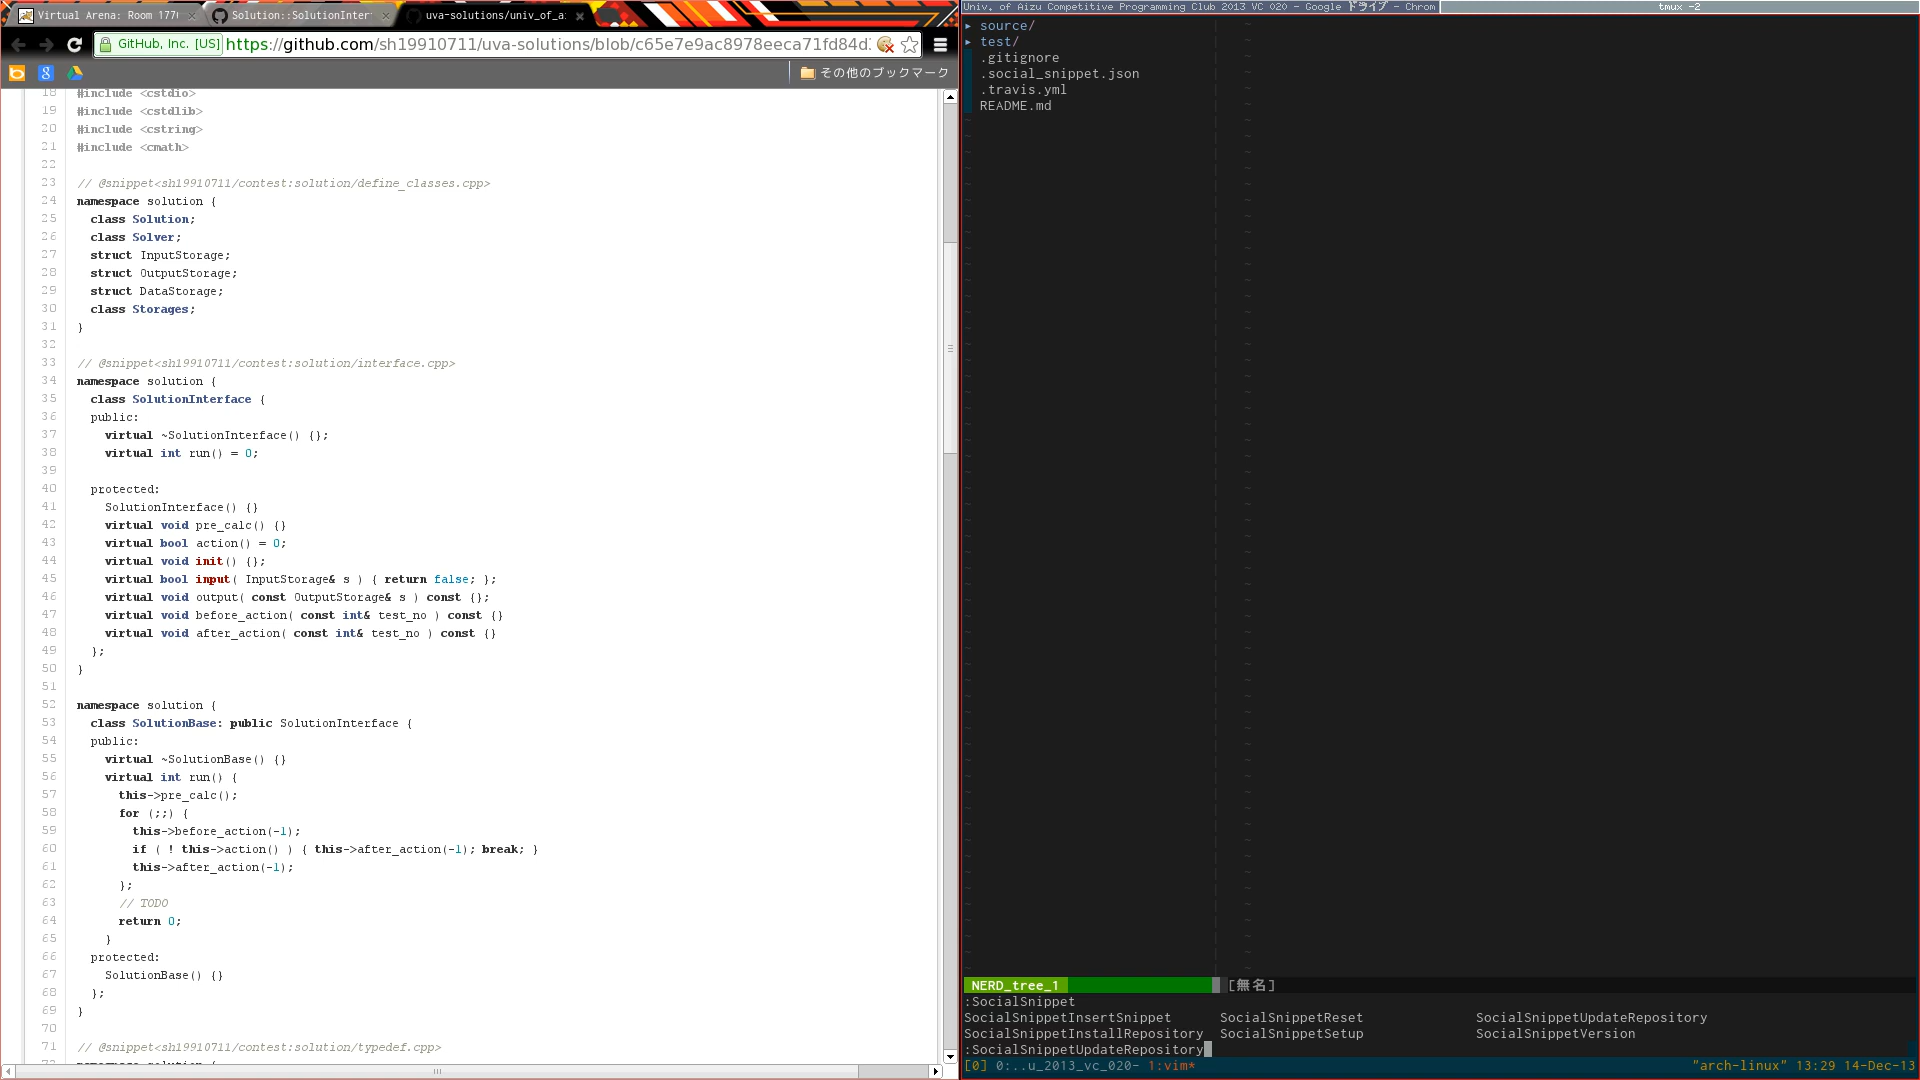 Virtual Arena: Room 177
Solution::SolutionInter
uva-solutions/univ_of_a
GitHub, Inc. [US] https://github.com/sh19910711/uva-solutions/blob/c65e7e9ac8978eeca71fd84d
その他のブックマーク
18 #include <cstdio>
19 #include <cstdlib>
20 #include <cstring>
21 #include <cmath>
22
23 // @snippet<sh19910711/contest:solution/define_classes.cpp>
24 namespace solution {
25 class Solution;
26 class Solver;
27 struct InputStorage;
28 struct OutputStorage;
29 struct DataStorage;
30 class Storages;
31 }
32
33 // @snippet<sh19910711/contest:solution/interface.cpp>
34 namespace solution {
35 class SolutionInterface {
36 public:
37 virtual ~SolutionInterface() {};
38 virtual int run() = 0;
39
40 protected:
41 SolutionInterface() {}
42 virtual void pre_calc() {}
43 virtual bool action() = 0;
44 virtual void init() {};
45 virtual bool input( InputStorage& s ) { return false; };
46 virtual void output( const OutputStorage& s ) const {};
47 virtual void before_action( const int& test_no ) const {}
48 virtual void after_action( const int& test_no ) const {}
49 };
50 }
51
52 namespace solution {
53 class SolutionBase: public SolutionInterface {
54 public:
55 virtual ~SolutionBase() {}
56 virtual int run() {
57 this->pre_calc();
58 for (;;) {
59 this->before_action(-1);
60 if ( ! this->action() ) { this->after_action(-1); break; }
61 this->after_action(-1);
62 };
63 // TODO
64 return 0;
65 }
66 protected:
67 SolutionBase() {}
68 };
69 }
70
71 // @snippet<sh19910711/contest:solution/typedef.cpp>
Univ. of Aizu Competitive Programming Club 2013 VC 020 - Google ドライブ - Chrom
tmux -2
▸ source/
▸ test/
.gitignore
.social_snippet.json
.travis.yml
README.md
NERD_tree_1 [無名]
:SocialSnippet
SocialSnippetInsertSnippet SocialSnippetReset SocialSnippetUpdateRepository
SocialSnippetInstallRepository SocialSnippetSetup SocialSnippetVersion
:SocialSnippetUpdateRepository
[0] 0:..u_2013_vc_020- 1:vim* "arch-linux" 13:29 14-Dec-13